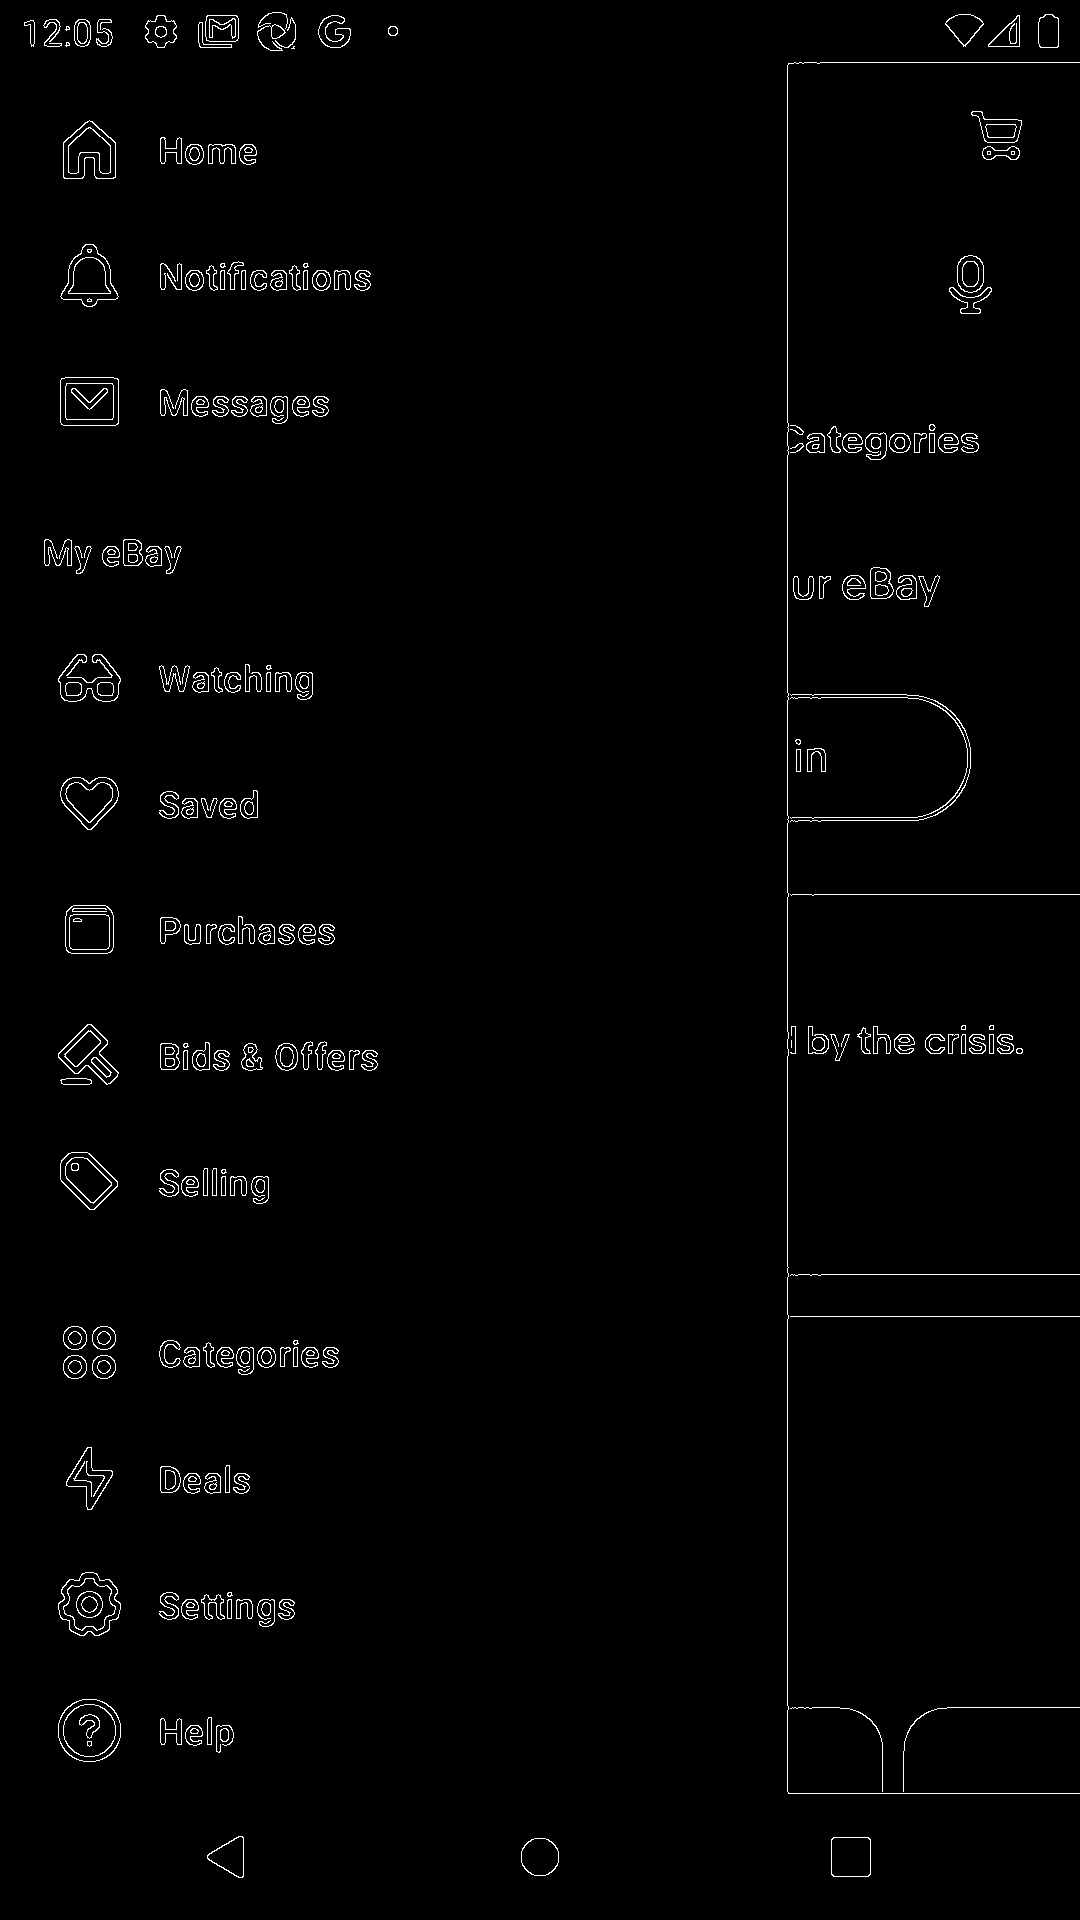 12:05
Home
Notifications
Messages
Categories
My eBay
ur eBay
Watching
in
Saved
Purchases
Bids & Offers
d by the crisis.
Selling
Categories
Deals
Settings
Help